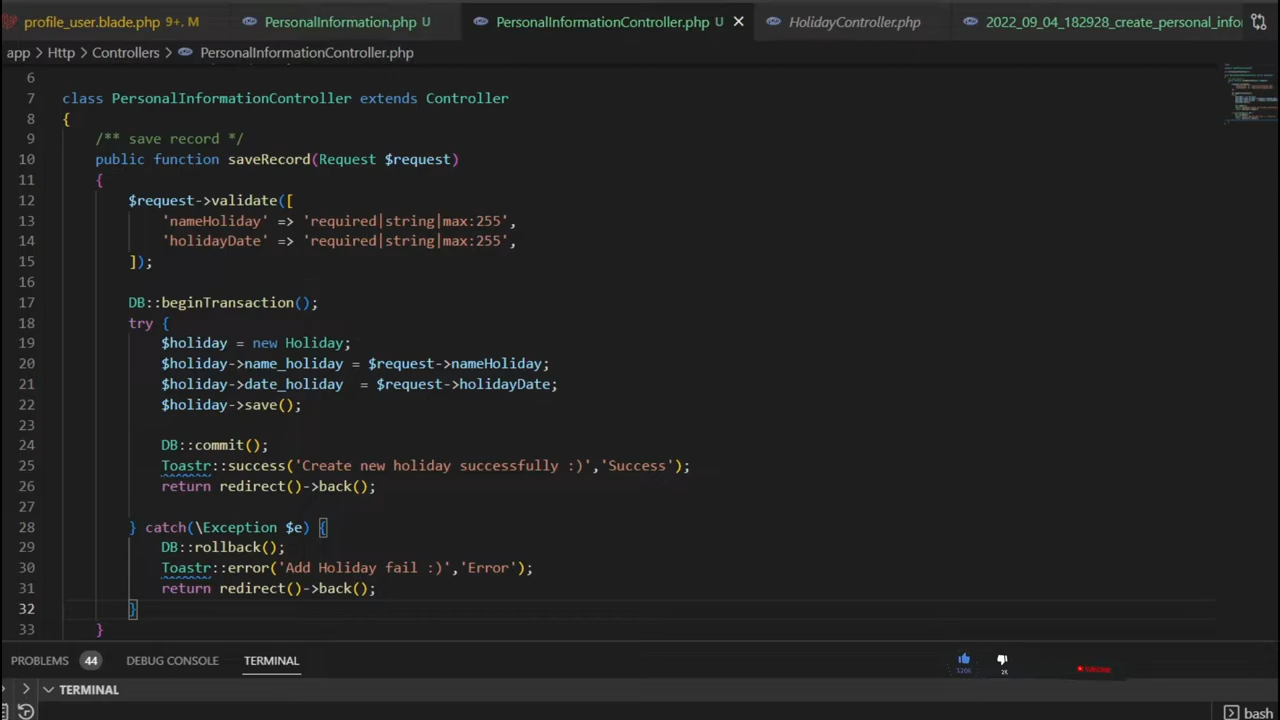 profile_user.blade.php 9+, M
PersonalInformation.php U
PersonalInformationController.php U
HolidayController.php
2022_09_04_182928_create_personal_info
app > Http > Controllers > PersonalInformationController.php
6
7 class PersonalInformationController extends Controller
8 {
9 /** save record */
10 public function saveRecord(Request $request)
11 {
12 $request->validate([
13 'nameHoliday' => 'required|string|max:255',
14 'holidayDate' => 'required|string|max:255',
15 ]);
16
17 DB::beginTransaction();
18 try {
19 $holiday = new Holiday;
20 $holiday->name_holiday = $request->nameHoliday;
21 $holiday->date_holiday  = $request->holidayDate;
22 $holiday->save();
23
24 DB::commit();
25 Toastr::success('Create new holiday successfully :)','Success');
26 return redirect()->back();
27
28 } catch(\Exception $e) {
29 DB::rollback();
30 Toastr::error('Add Holiday fail :)','Error');
31 return redirect()->back();
32 }
33 }
PROBLEMS 44 DEBUG CONSOLE TERMINAL
TERMINAL
bash